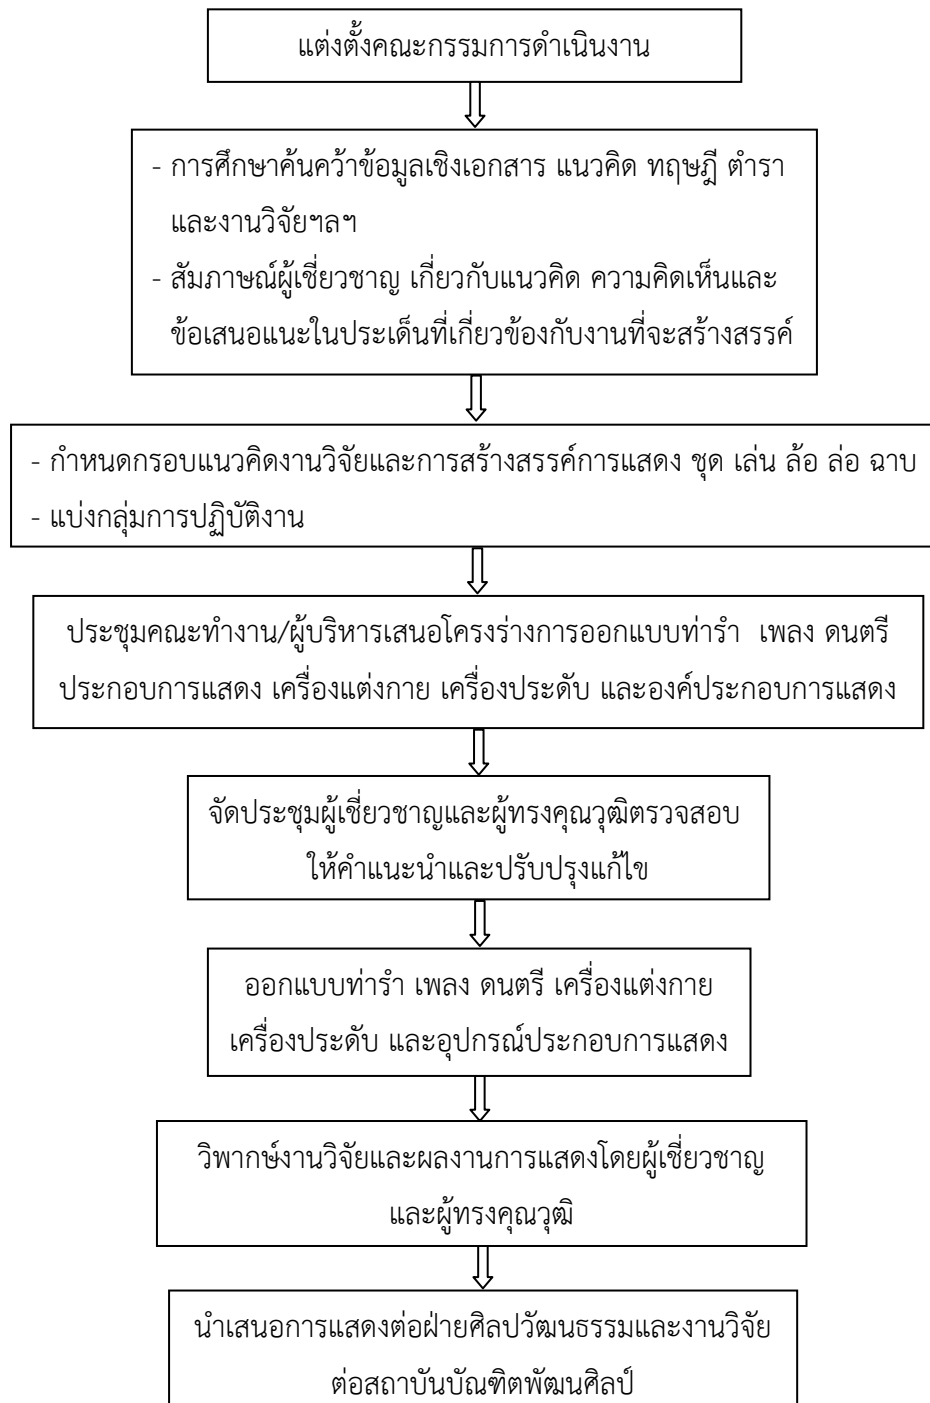 แต่งตั้งคณะกรรมการดำเนินงาน
- การศึกษาค้นคว้าข้อมูลเชิงเอกสาร แนวคิด ทฤษฎี ตำรา
และงานวิจัยฯลฯ
- สัมภาษณ์ผู้เชี่ยวชาญ เกี่ยวกับแนวคิด ความคิดเห็นและ
ข้อเสนอแนะในประเด็นที่เกี่ยวข้องกับงานที่จะสร้างสรรค์
- กำหนดกรอบแนวคิดงานวิจัยและการสร้างสรรค์การแสดง ชุด เล่น ล้อ ล่อ ฉาบ
- แบ่งกลุ่มการปฏิบัติงาน
ประชุมคณะทำงาน/ผู้บริหารเสนอโครงร่างการออกแบบท่ารำ เพลง ดนตรี
ประกอบการแสดง เครื่องแต่งกาย เครื่องประดับ และองค์ประกอบการแสดง
จัดประชุมผู้เชี่ยวชาญและผู้ทรงคุณวุฒิตรวจสอบ
ให้คำแนะนำและปรับปรุงแก้ไข
ออกแบบท่ารำ เพลง ดนตรี เครื่องแต่งกาย
เครื่องประดับ และอุปกรณ์ประกอบการแสดง
วิพากษ์งานวิจัยและผลงานการแสดงโดยผู้เชี่ยวชาญ
และผู้ทรงคุณวุฒิ
นำเสนอการแสดงต่อฝ่ายศิลปวัฒนธรรมและงานวิจัย
ต่อสถาบันบัณฑิตพัฒนศิลป์